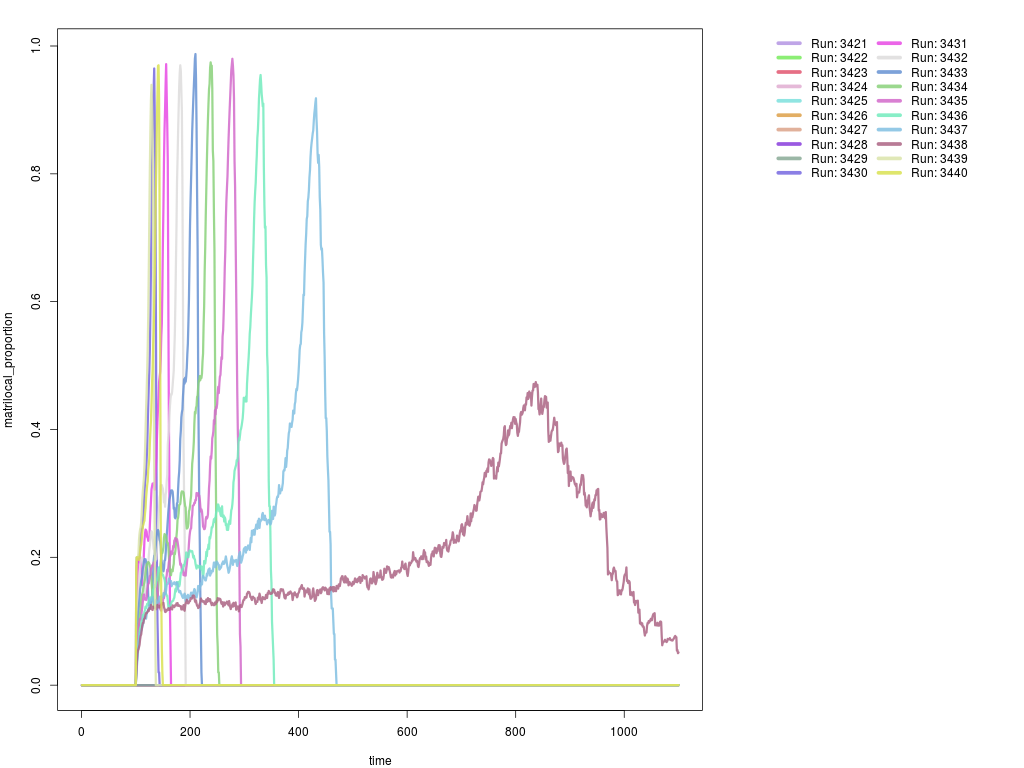 1.0
0.8
0.6
0.4
0.2
0.0
matrilocal_proportion
0 200 400 600 800 1000
time
Run: 3421 Run: 3431
Run: 3422 Run: 3432
Run: 3423 Run: 3433
Run: 3424 Run: 3434
Run: 3425 Run: 3435
Run: 3426 Run: 3436
Run: 3427 Run: 3437
Run: 3428 Run: 3438
Run: 3429 Run: 3439
Run: 3430 Run: 3440